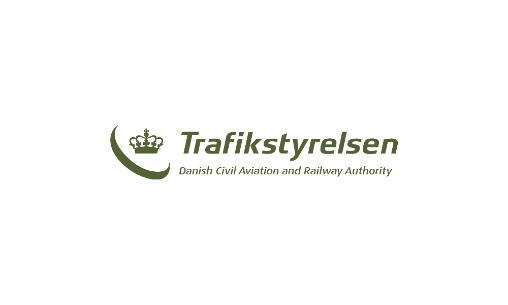 Trafikstyrelsen
Danish Civil Aviation and Railway Authority